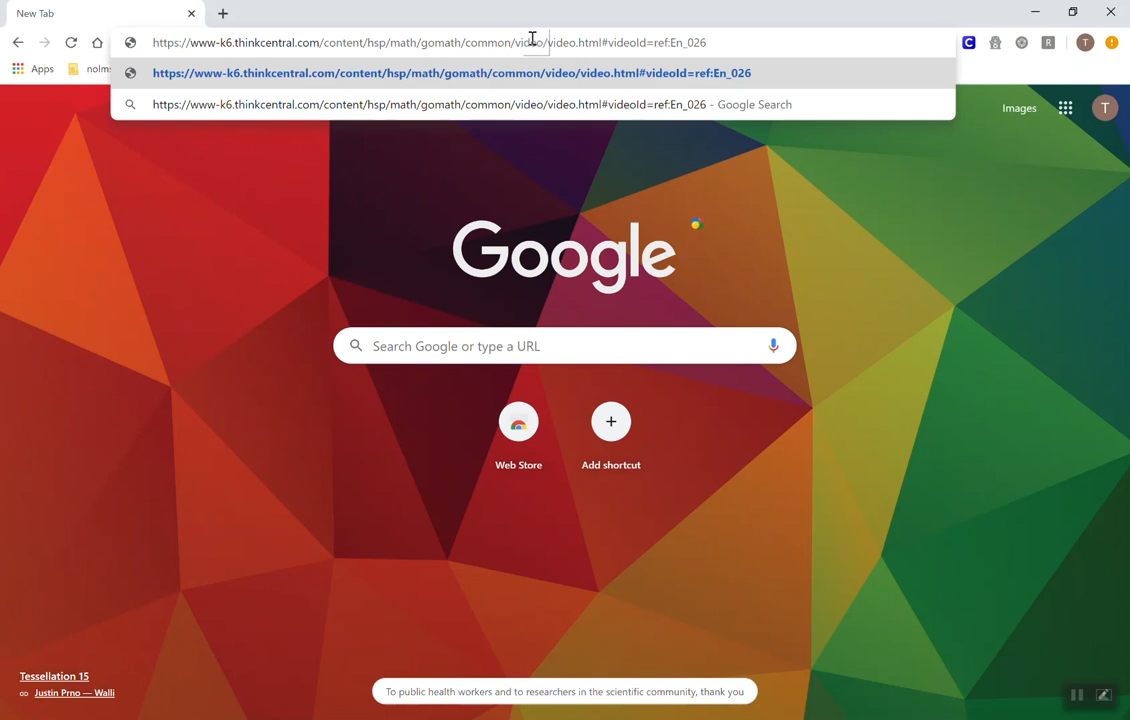 New Tab
https://www-k6.thinkcentral.com/content/hsp/math/gomath/common/video/video.html#videoId=ref:En_026
Apps nolms
https://www-k6.thinkcentral.com/content/hsp/math/gomath/common/video/video.html#videoId=ref:En_026
https://www-k6.thinkcentral.com/content/hsp/math/gomath/common/video/video.html#videoId=ref:En_026 - Google Search
Images
T
Google
Search Google or type a URL
Web Store
Add shortcut
Tessellation 15
Justin Prno — Walli
To public health workers and to researchers in the scientific community, thank you